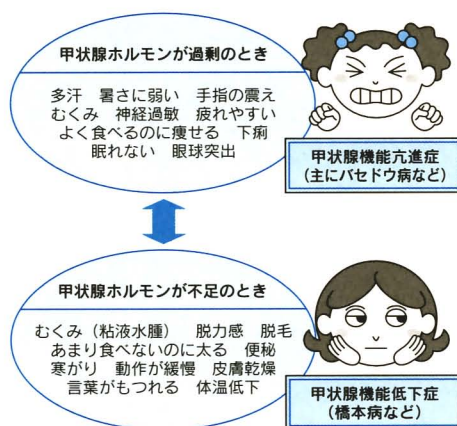 甲状腺ホルモンが過剰のとき
多汗　暑さに弱い　手指の震え
むくみ　神経過敏　疲れやすい
よく食べるのに痩せる　下痢
眠れない　眼球突出
甲状腺機能亢進症
（主にバセドウ病など）
甲状腺ホルモンが不足のとき
むくみ（粘液水腫）　脱力感　脱毛
あまり食べないのに太る　便秘
寒がり　動作が緩慢　皮膚乾燥
言葉がもつれる　体温低下
甲状腺機能低下症
（橋本病など）